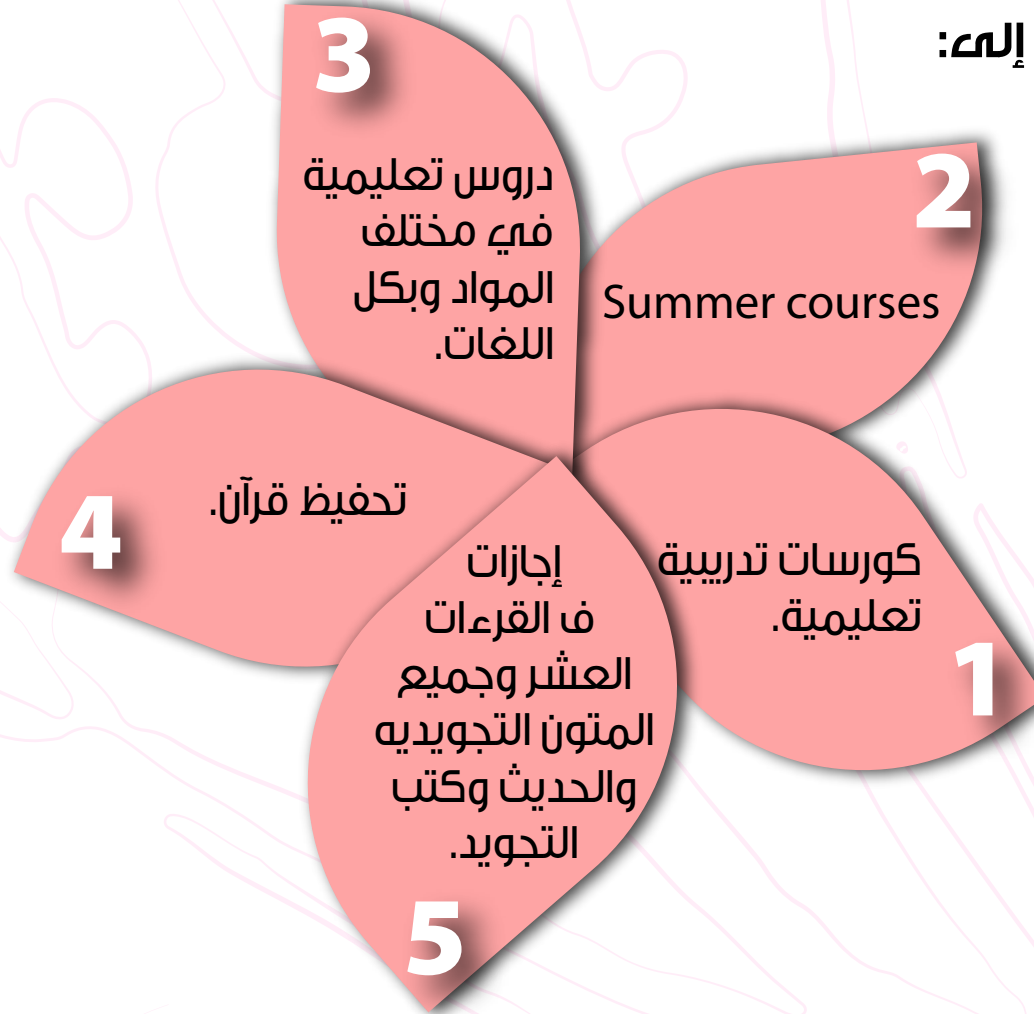 إلى:
1
كورسات تدريبية
تعليمية.
2
Summer courses
3
دروس تعليمية
في مختلف
المواد وبكل
اللغات.
4
تحفيظ قرآن.
إجازات
ف القرءات
العشر وجميع
المتون التجويديه
والحديث وكتب
التجويد.
5